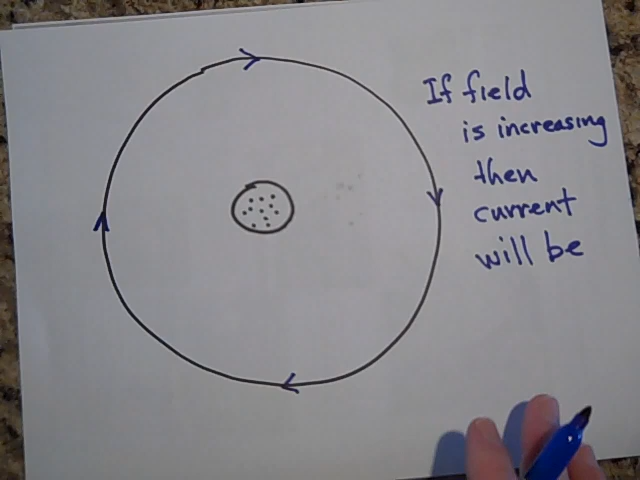 If field
is increasing
then
current
will be